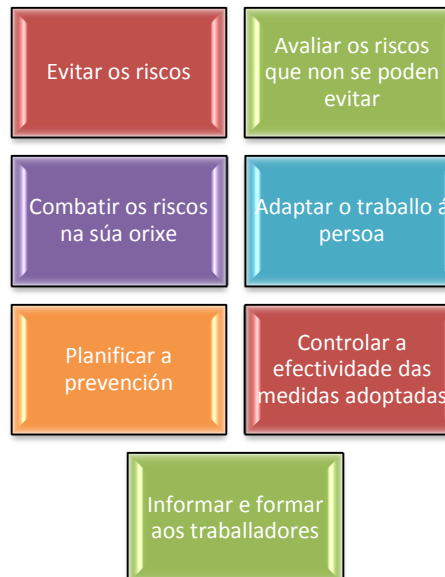 Evitar os riscos
Avaliar os riscos
que non se poden
evitar
Combatir os riscos
na súa orixe
Adaptar o traballo á
persoa
Planificar a
prevención
Controlar a
efectividade das
medidas adoptadas
Informar e formar
aos traballadores